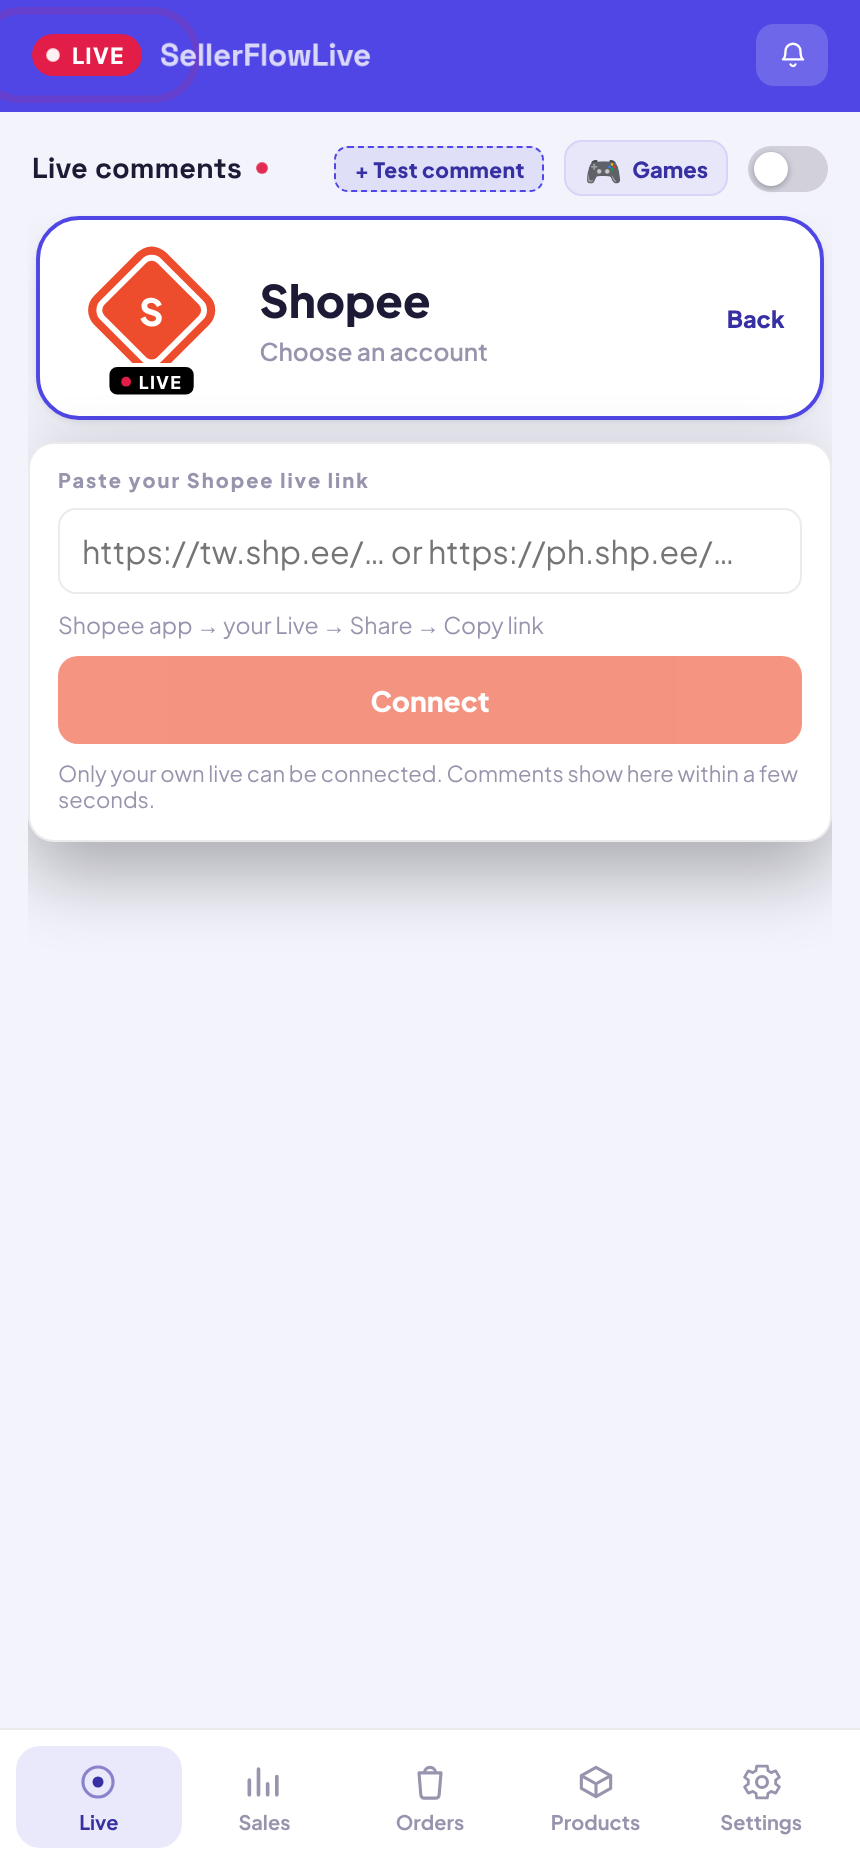 LIVE SellerFlowLive
Live comments + Test comment Games
S
LIVE
Shopee
Choose an account
Back
Paste your Shopee live link
https://tw.shp.ee/... or https://ph.shp.ee/...
Shopee app → your Live → Share → Copy link
Connect
Only your own live can be connected. Comments show here within a few
seconds.
Live Sales Orders Products Settings